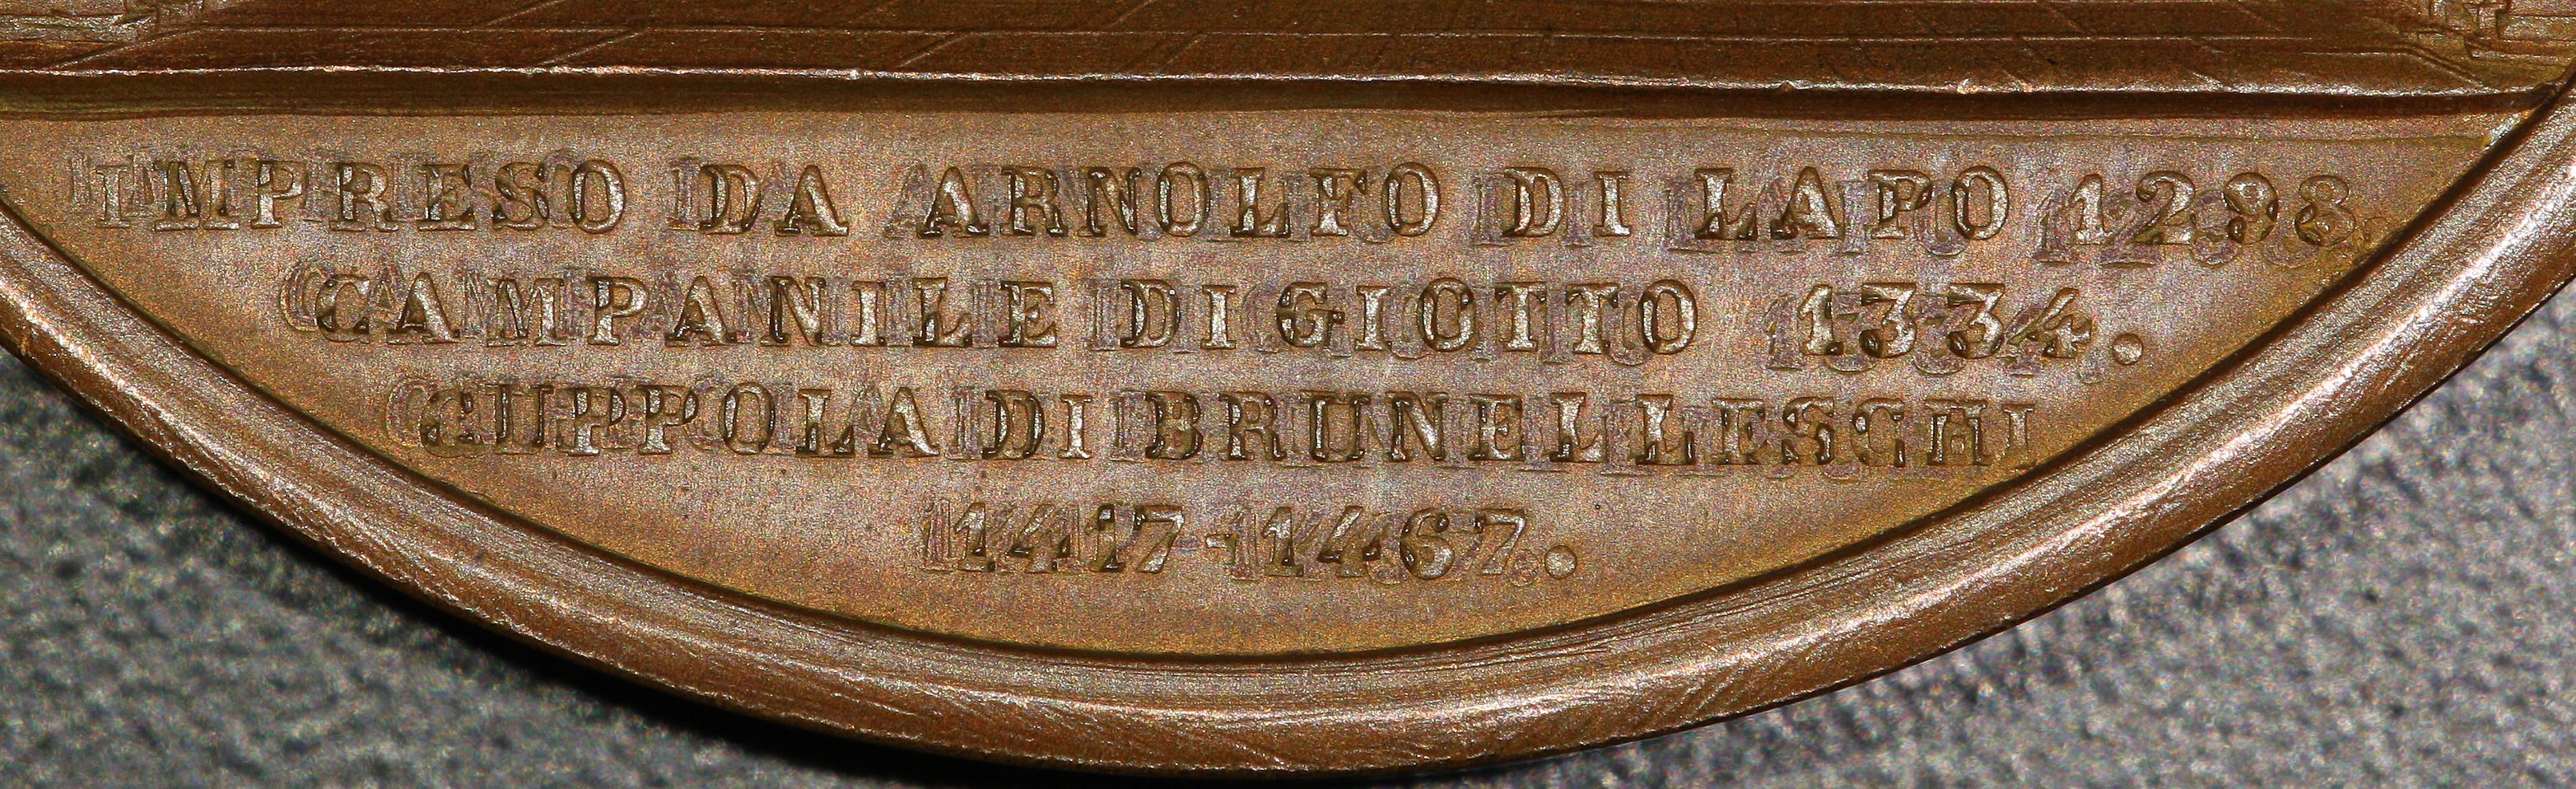 IMPRESO DA ARNOLFO DI LAPO 1298.
CAMPANILE DI GIOTTO 1334.
CUPPOLA DI BRUNELLESCHI
1417-1467.